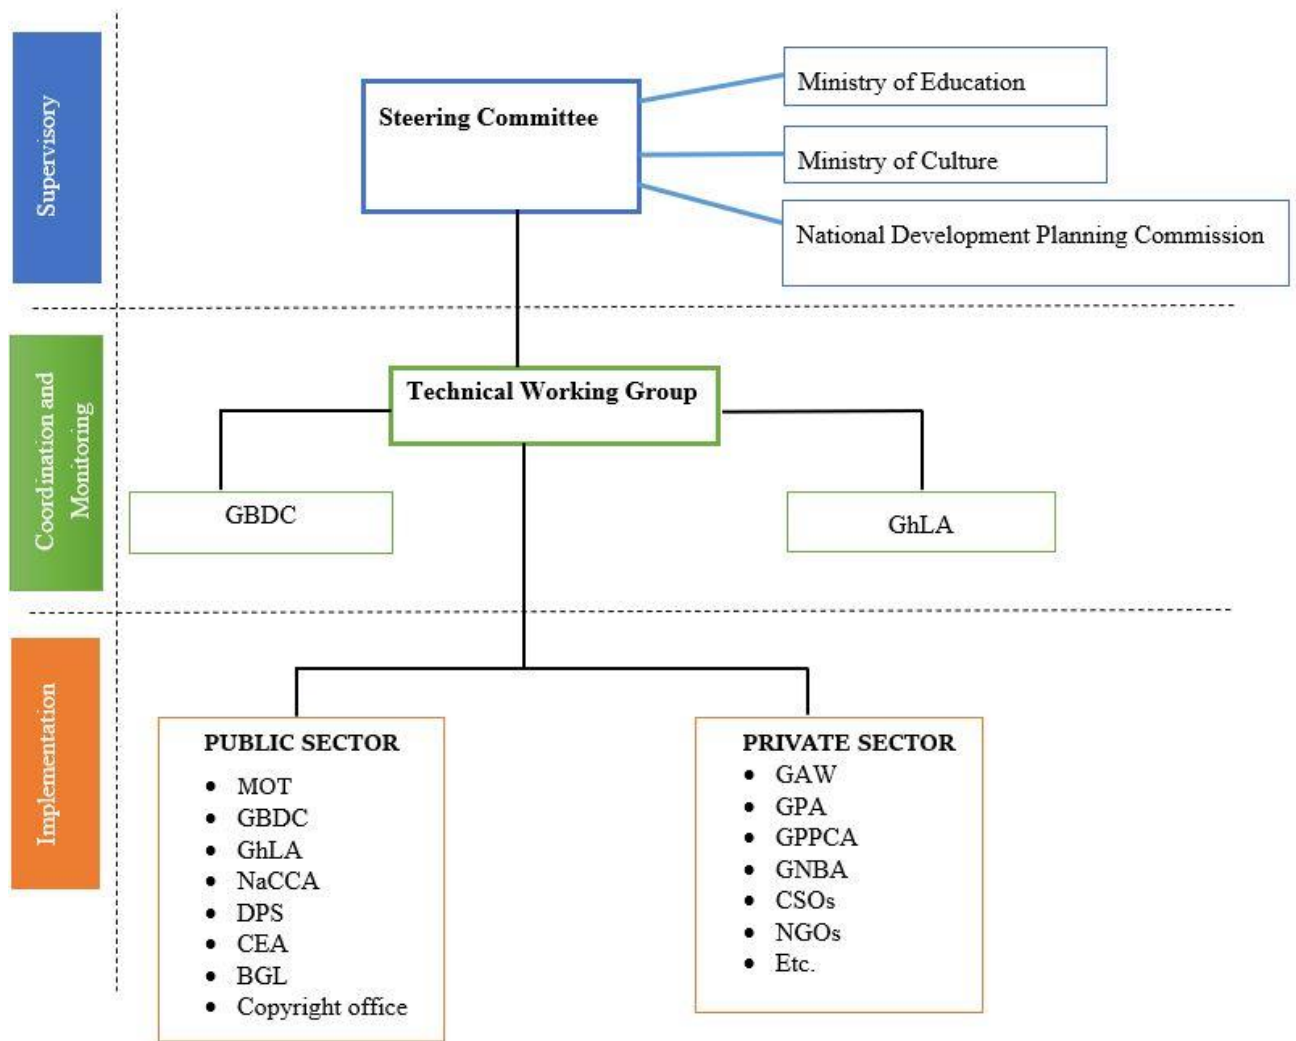 Supervisory
Steering Committee
Ministry of Education
Ministry of Culture
National Development Planning Commission
Coordination and
Monitoring
Technical Working Group
GBDC
GhLA
Implementation
PUBLIC SECTOR
• MOT
• GBDC
• GhLA
• NaCCA
• DPS
• CEA
• BGL
• Copyright office
PRIVATE SECTOR
• GAW
• GPA
• GPPCA
• GNBA
• CSOs
• NGOs
• Etc.